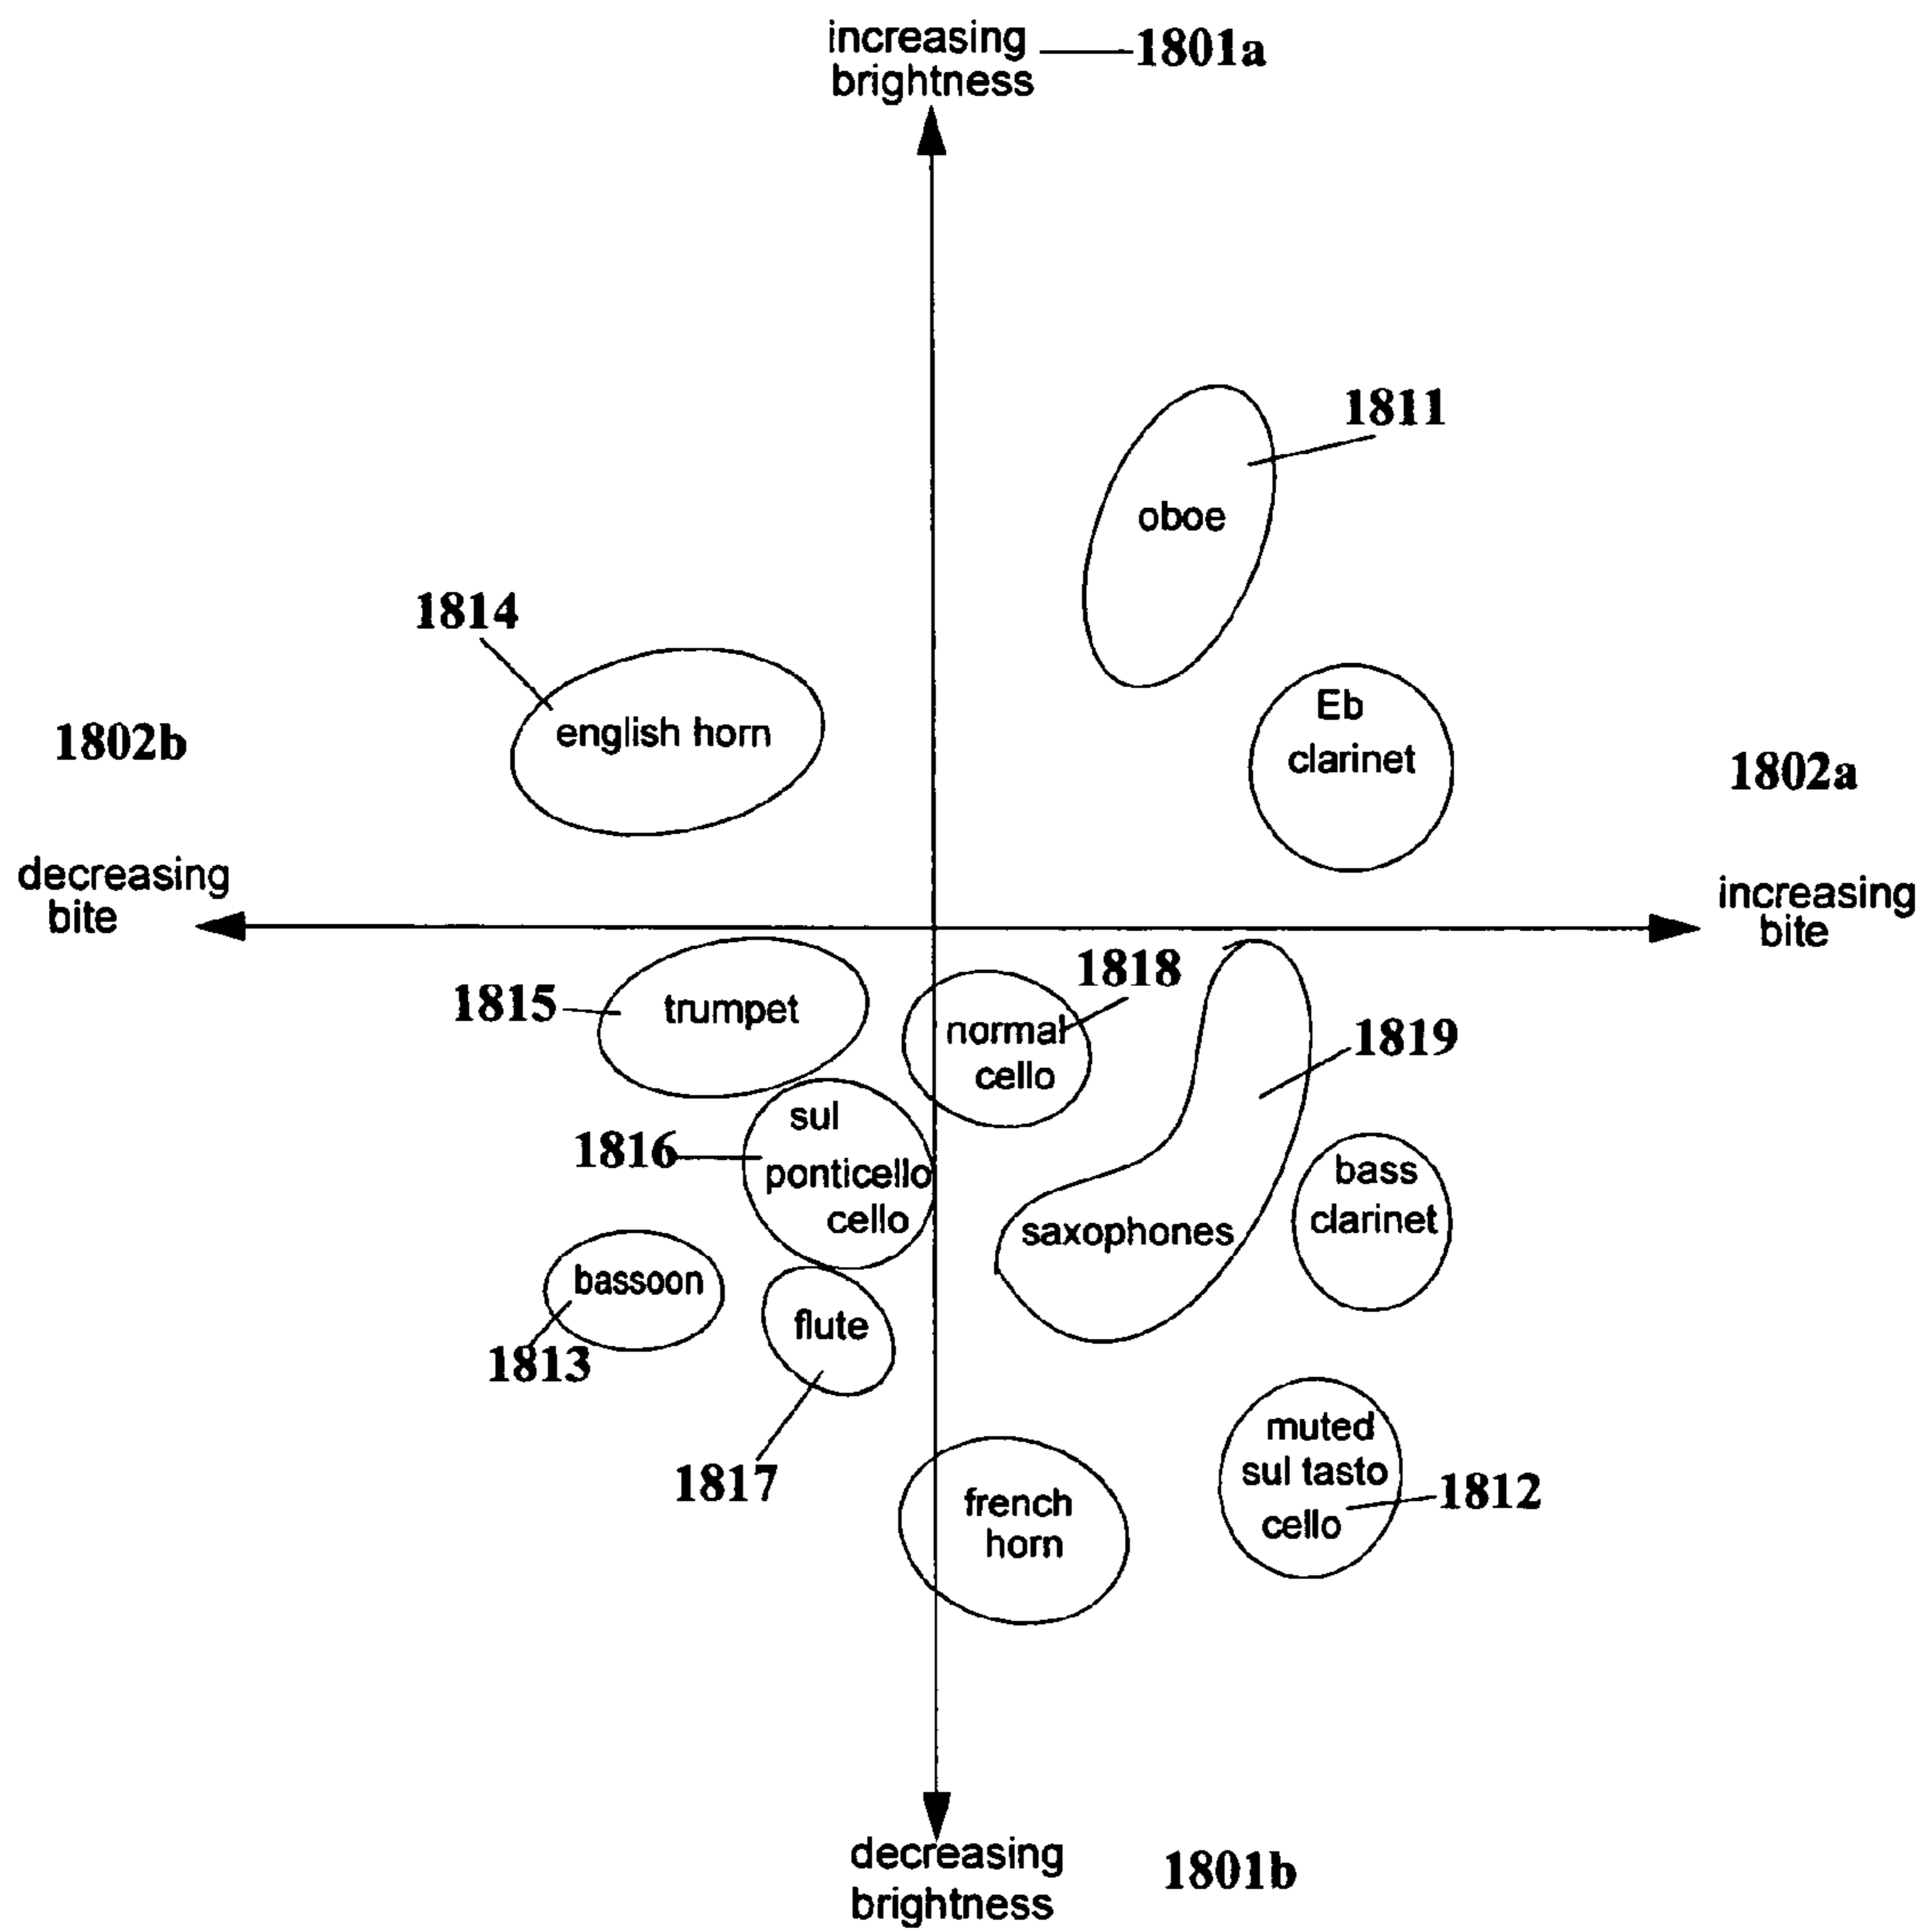 increasing
brightness
1801a
1811
oboe
1814
english horn
Eb
clarinet
1802b
1802a
decreasing
bite
increasing
bite
1815
trumpet
1818
normal
cello
1819
sul
ponticello
cello
1816
saxophones
bass
clarinet
bassoon
1813
flute
1817
muted
sul tasto
cello
1812
french
horn
decreasing
brightness
1801b